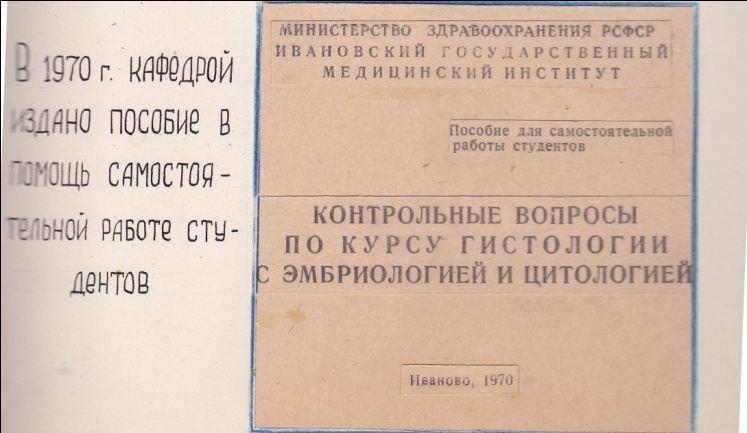 В 1970 г. КАФЕДРОЙ
ИЗДАНО ПОСОБИЕ В
ПОМОЩЬ САМОСТОЯ-
ТЕЛЬНОЙ РАБОТЕ СТУ-
ДЕНТОВ
МИНИСТЕРСТВО ЗДРАВООХРАНЕНИЯ РСФСР
ИВАНОВСКИЙ ГОСУДАРСТВЕННЫЙ
МЕДИЦИНСКИЙ ИНСТИТУТ
Пособие для самостоятельной
работы студентов
КОНТРОЛЬНЫЕ ВОПРОСЫ
ПО КУРСУ ГИСТОЛОГИИ
С ЭМБРИОЛОГИЕЙ И ЦИТОЛОГИЕЙ
Иваново, 1970